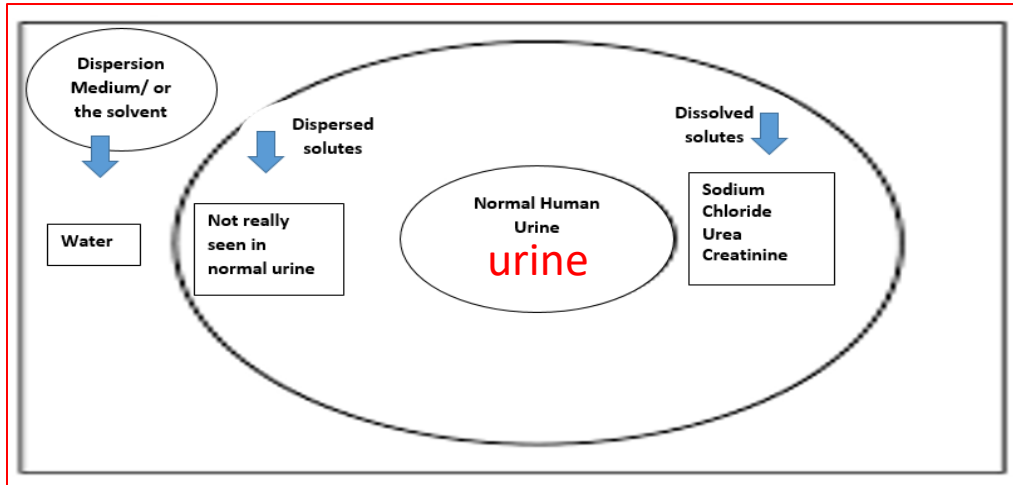 Dispersion
Medium/ or
the solvent
Water
Dispersed
solutes
Not really
seen in
normal urine
Normal Human
Urine
urine
Dissolved
solutes
Sodium
Chloride
Urea
Creatinine